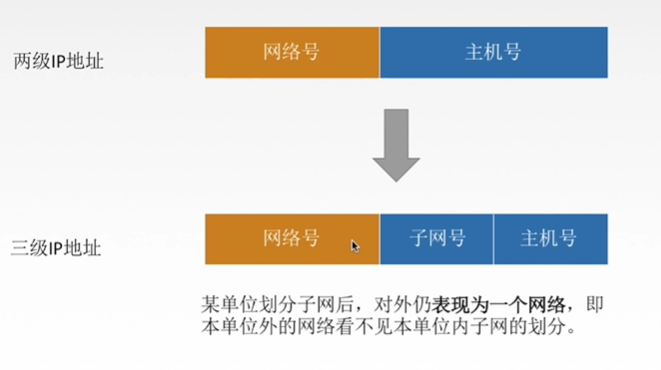 两级IP地址
网络号
主机号
三级IP地址
网络号
子网号
主机号
某单位划分子网后，对外仍表现为一个网络，即
本单位外的网络看不见本单位内子网的划分。